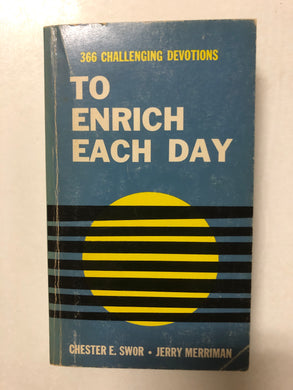 366 CHALLENGING DEVOTIONS
TO
ENRICH
EACH DAY
CHESTER E. SWOR • JERRY MERRIMAN